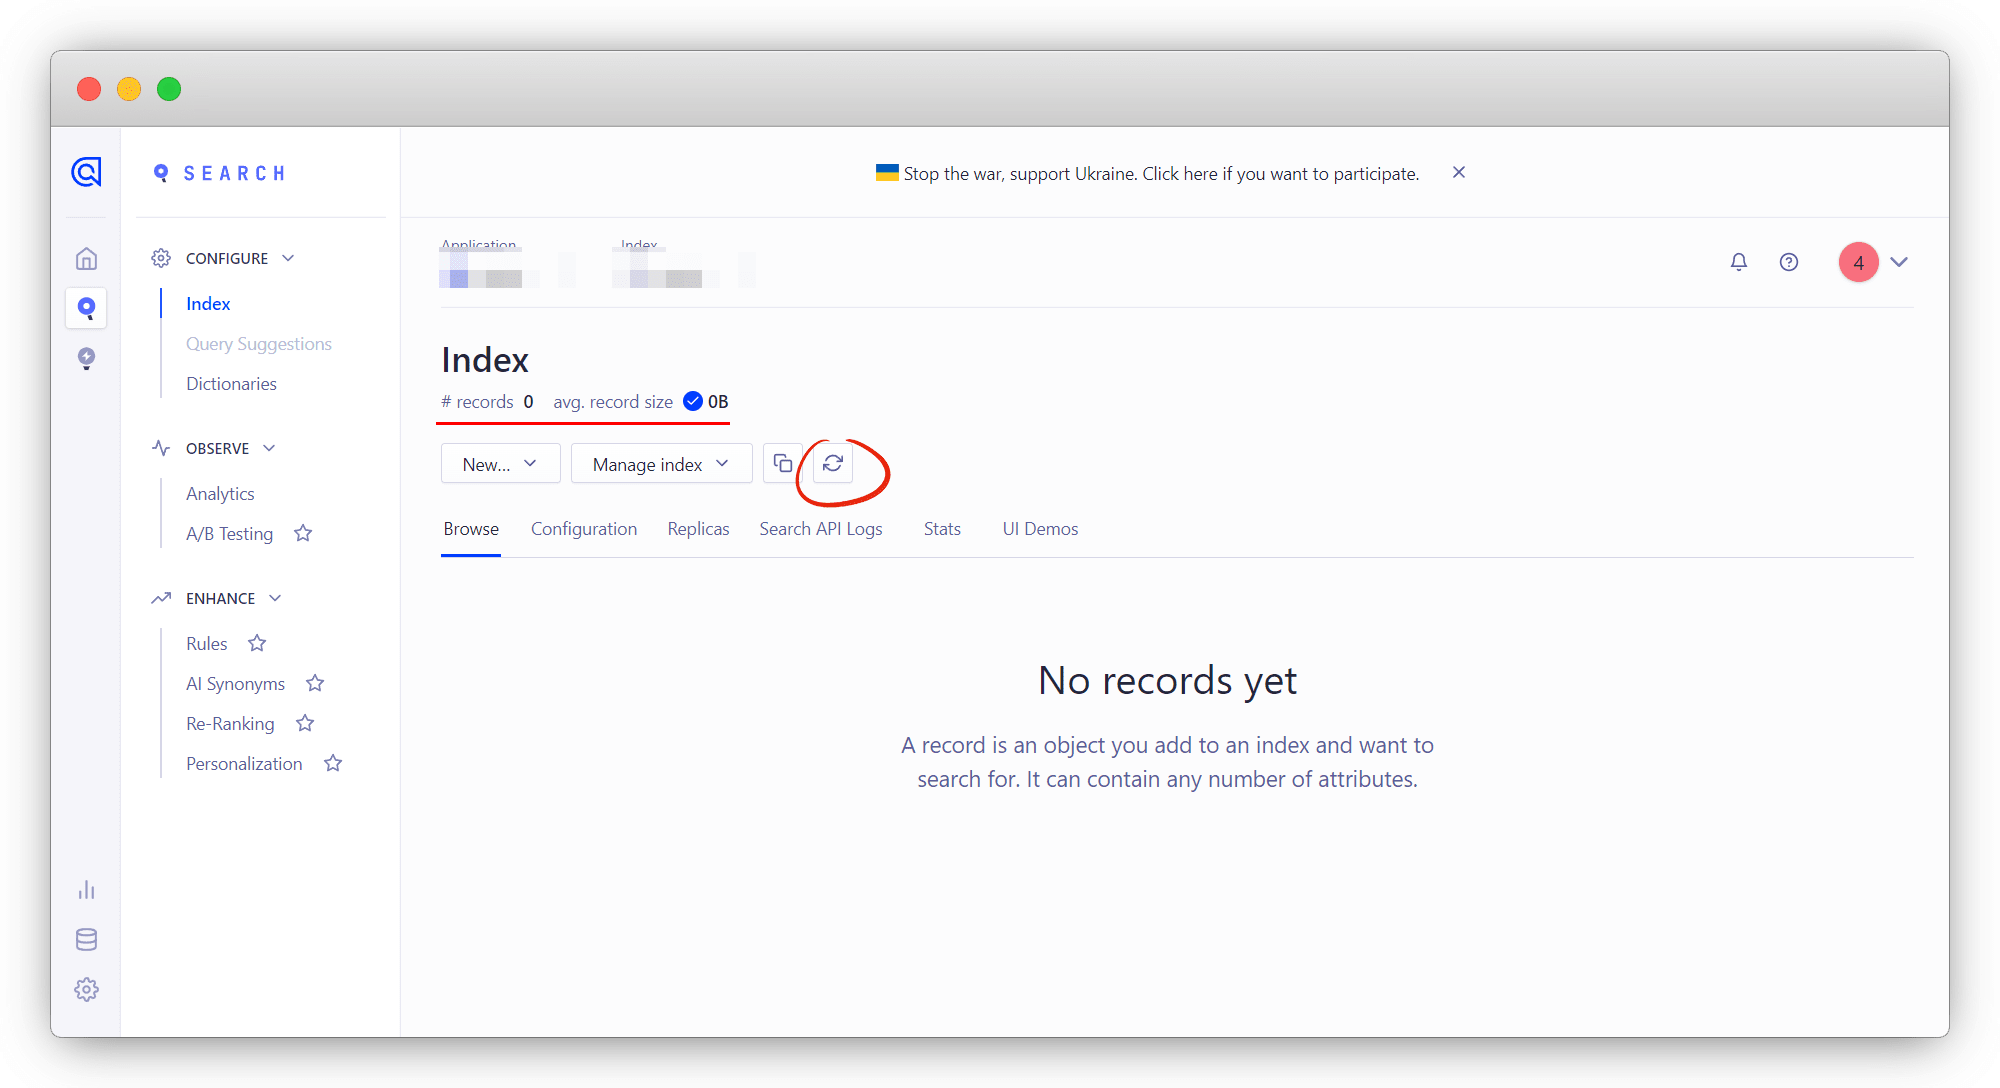 SEARCH
Stop the war, support Ukraine. Click here if you want to participate.
CONFIGURE
Index
Query Suggestions
Dictionaries
OBSERVE
Analytics
A/B Testing
ENHANCE
Rules
AI Synonyms
Re-Ranking
Personalization
Application Index
4
Index
# records 0 avg. record size 0B
New... Manage index
Browse Configuration Replicas Search API Logs Stats UI Demos
No records yet
A record is an object you add to an index and want to
search for. It can contain any number of attributes.